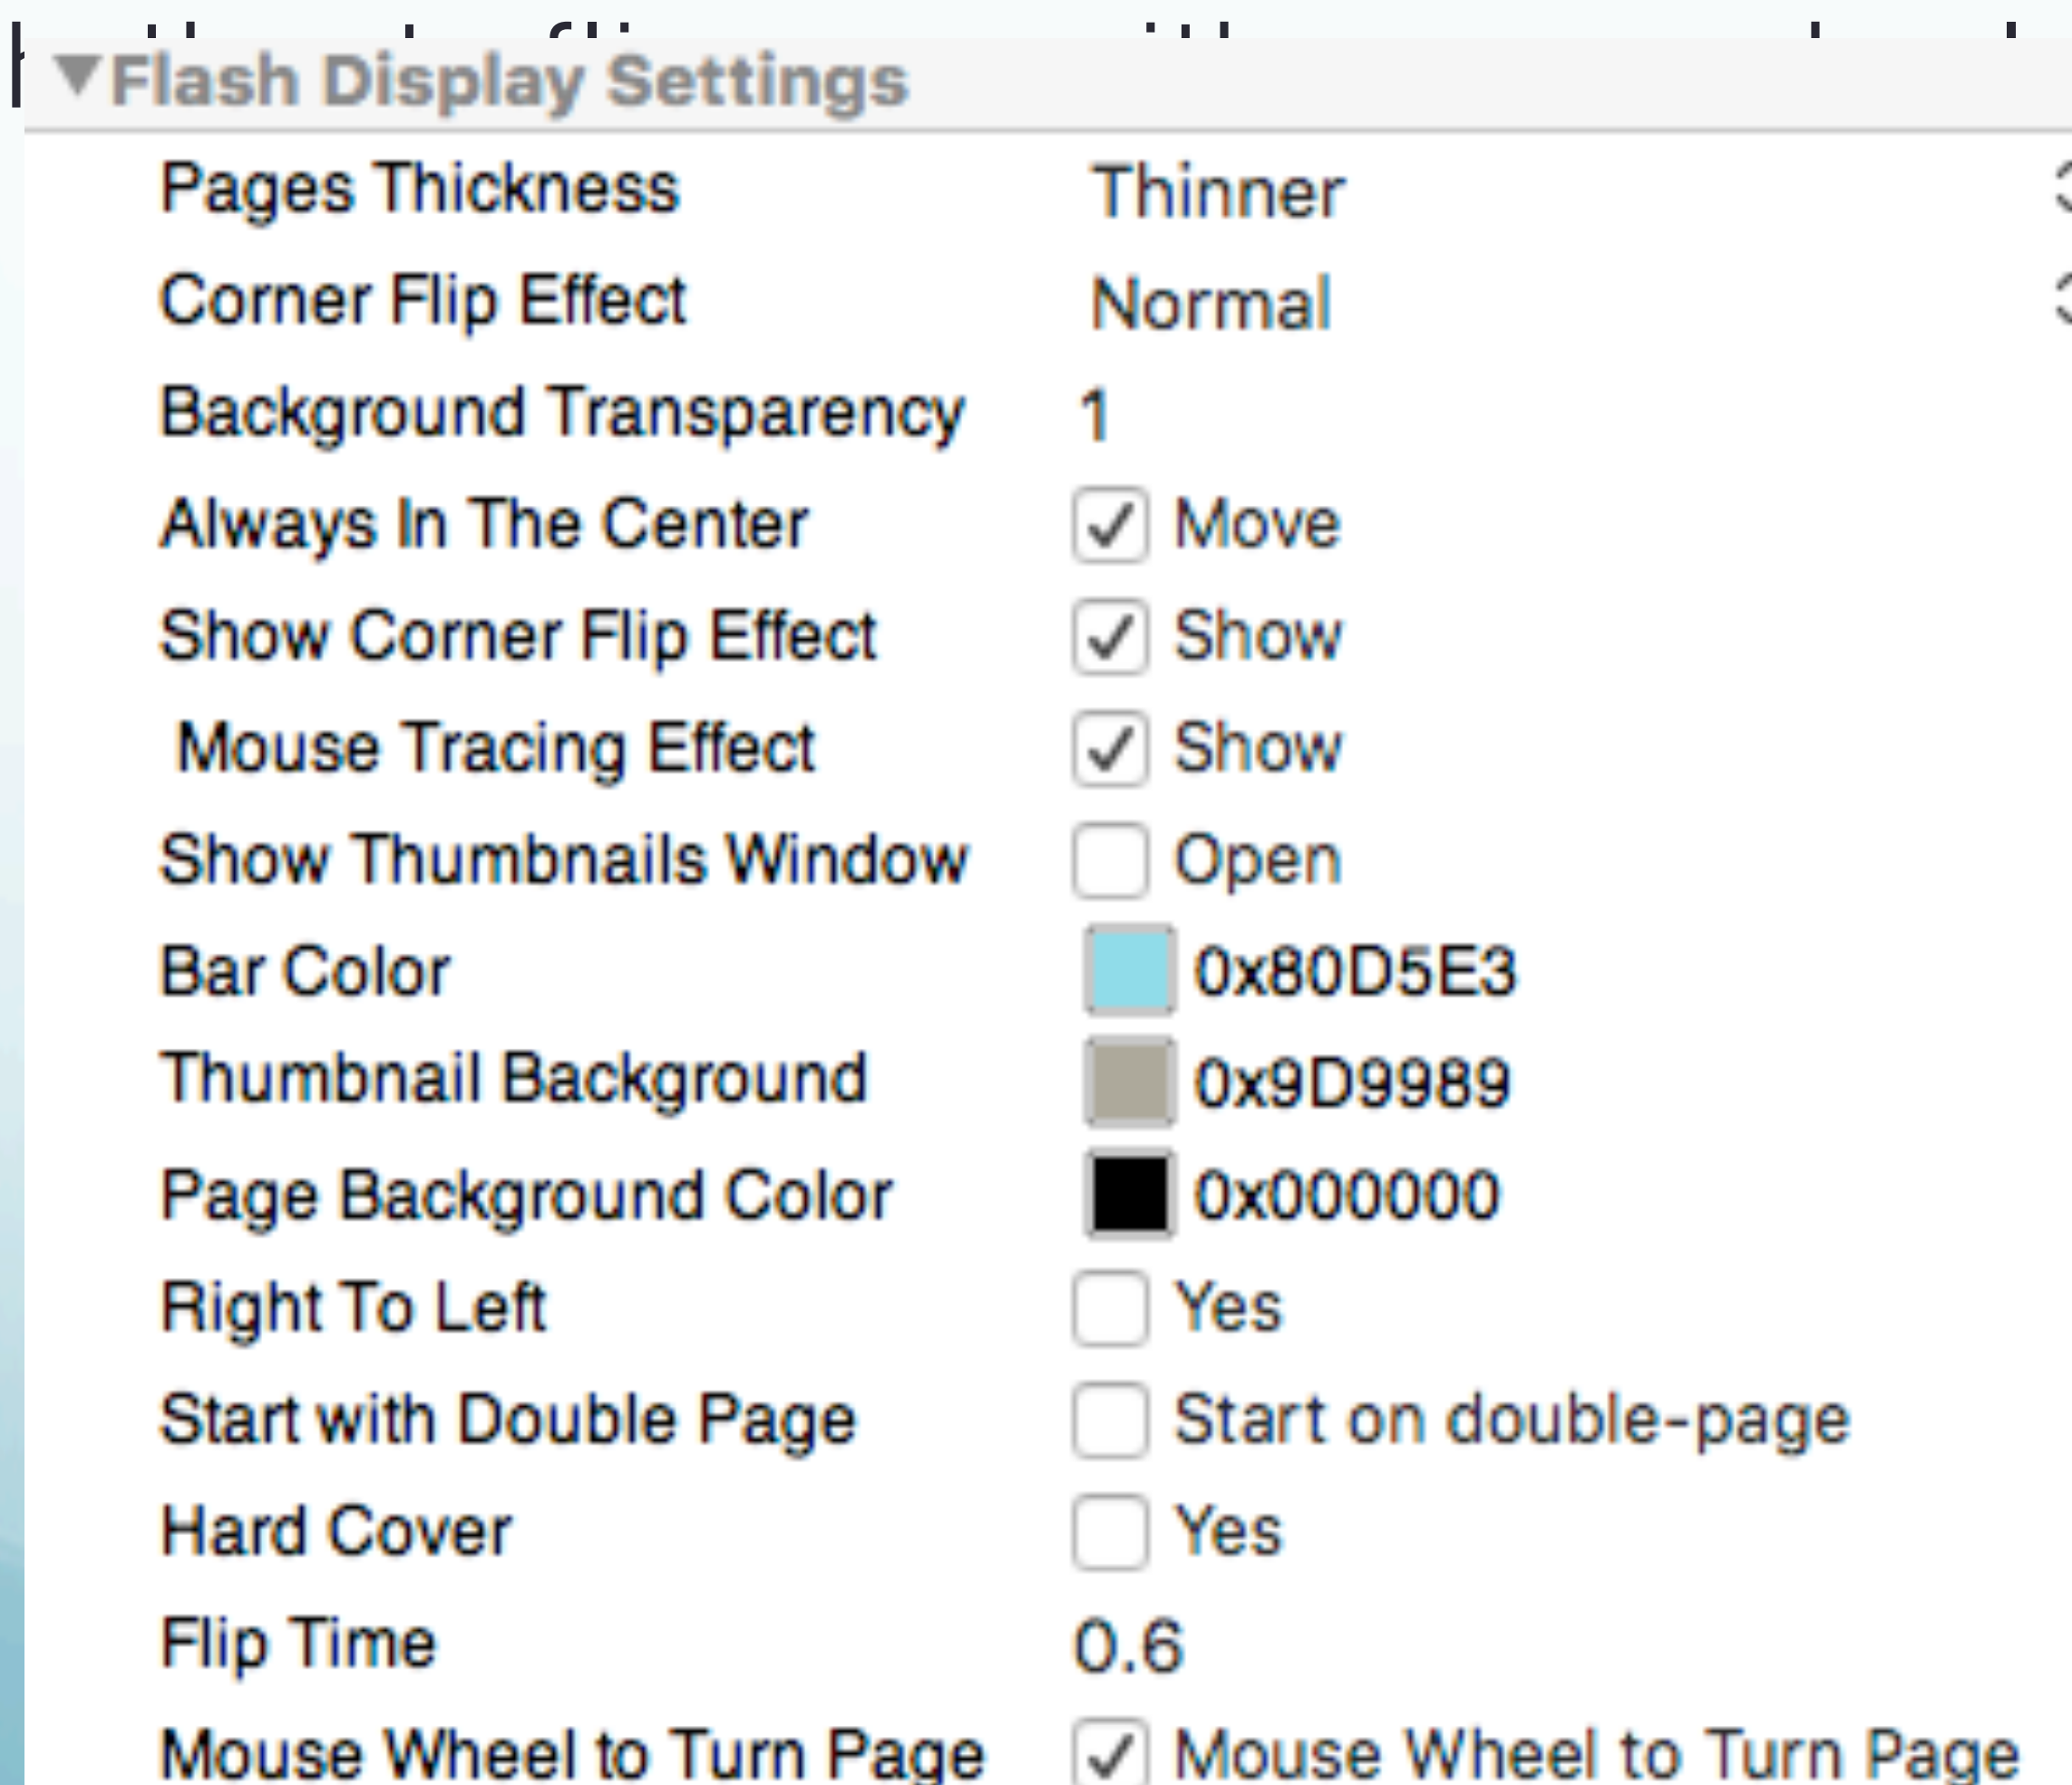 Flash Display Settings
Pages Thickness Thinner
Corner Flip Effect Normal
Background Transparency 1
Always In The Center Move
Show Corner Flip Effect Show
Mouse Tracing Effect Show
Show Thumbnails Window Open
Bar Color 0x80D5E3
Thumbnail Background 0x9D9989
Page Background Color 0x000000
Right To Left Yes
Start with Double Page Start on double-page
Hard Cover Yes
Flip Time 0.6
Mouse Wheel to Turn Page Mouse Wheel to Turn Page